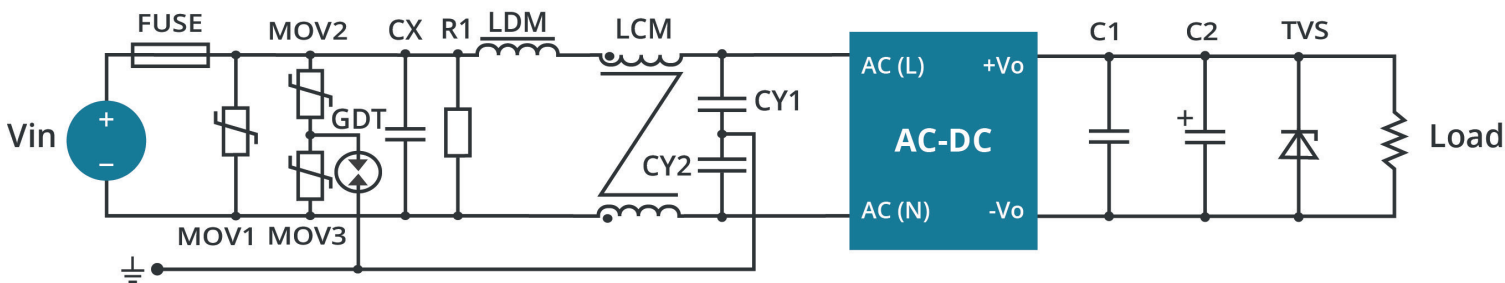 FUSE
MOV2
CX
R1
LDM
LCM
C1
C2
TVS
AC (L)
+Vo
CY1
Vin
+
−
GDT
+
AC-DC
Load
CY2
AC (N)
-Vo
MOV1
MOV3